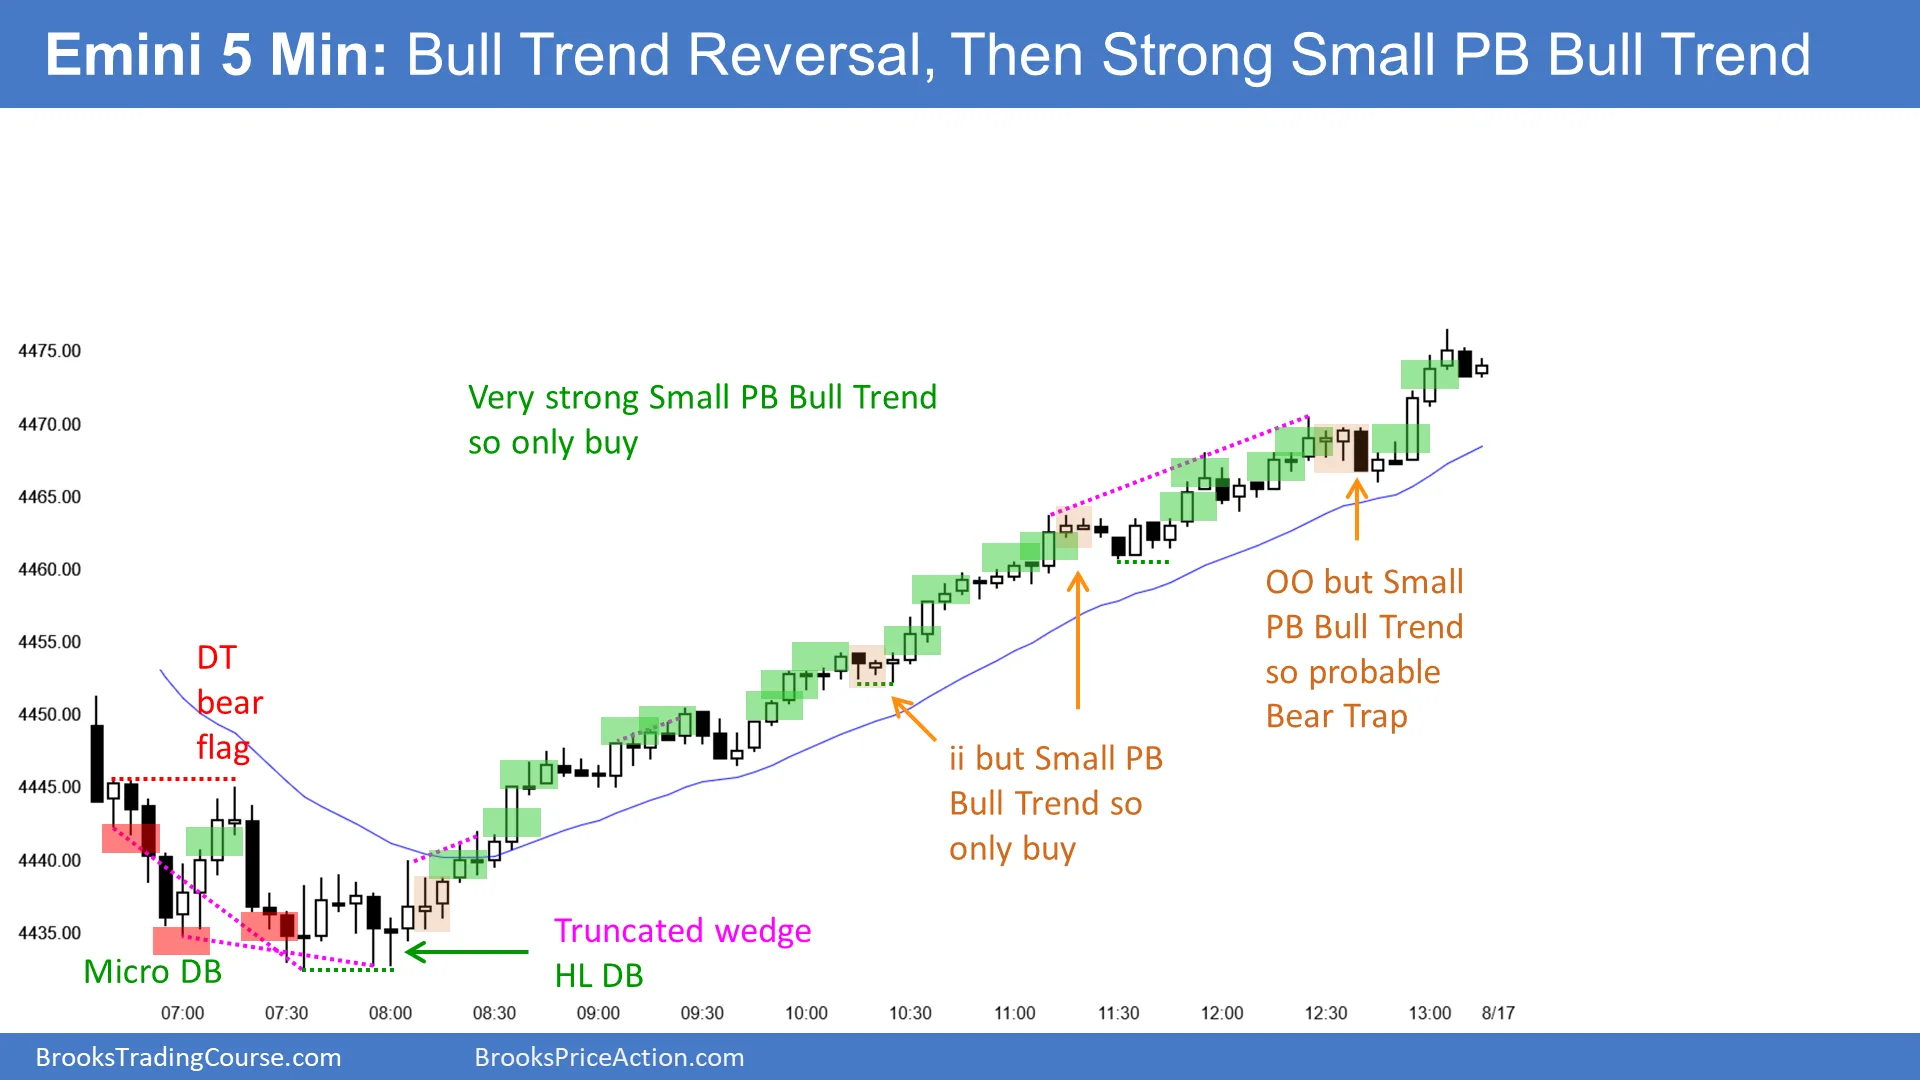 Emini 5 Min: Bull Trend Reversal, Then Strong Small PB Bull Trend
4475.00
4470.00
4465.00
4460.00
4455.00
4450.00
4445.00
4440.00
4435.00
Very strong Small PB Bull Trend
so only buy
DT
bear
flag
OO but Small
PB Bull Trend
so probable
Bear Trap
ii but Small PB
Bull Trend so
only buy
Truncated wedge
HL DB
Micro DB
07:00
07:30
08:00
08:30
09:00
09:30
10:00
10:30
11:00
11:30
12:00
12:30
13:00
8/17
BrooksTradingCourse.com
BrooksPriceAction.com